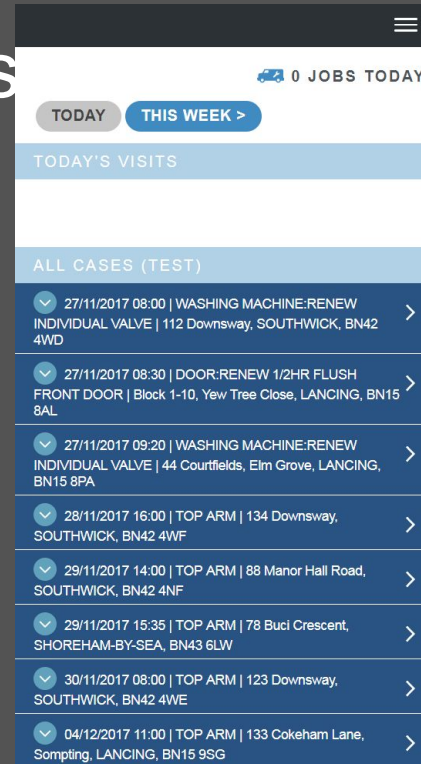 s
0 JOBS TODAY
TODAY
THIS WEEK >
TODAY'S VISITS
ALL CASES (TEST)
27/11/2017 08:00 | WASHING MACHINE:RENEW
INDIVIDUAL VALVE | 112 Downsway, SOUTHWICK, BN42
4WD
27/11/2017 08:30 | DOOR:RENEW 1/2HR FLUSH
FRONT DOOR | Block 1-10, Yew Tree Close, LANCING, BN15
8AL
27/11/2017 09:20 | WASHING MACHINE:RENEW
INDIVIDUAL VALVE | 44 Courtfields, Elm Grove, LANCING,
BN15 8PA
28/11/2017 16:00 | TOP ARM | 134 Downsway,
SOUTHWICK, BN42 4WF
29/11/2017 14:00 | TOP ARM | 88 Manor Hall Road,
SOUTHWICK, BN42 4NF
29/11/2017 15:35 | TOP ARM | 78 Buci Crescent,
SHOREHAM-BY-SEA, BN43 6LW
30/11/2017 08:00 | TOP ARM | 123 Downsway,
SOUTHWICK, BN42 4WE
04/12/2017 11:00 | TOP ARM | 133 Cokeham Lane,
Sompting, LANCING, BN15 9SG